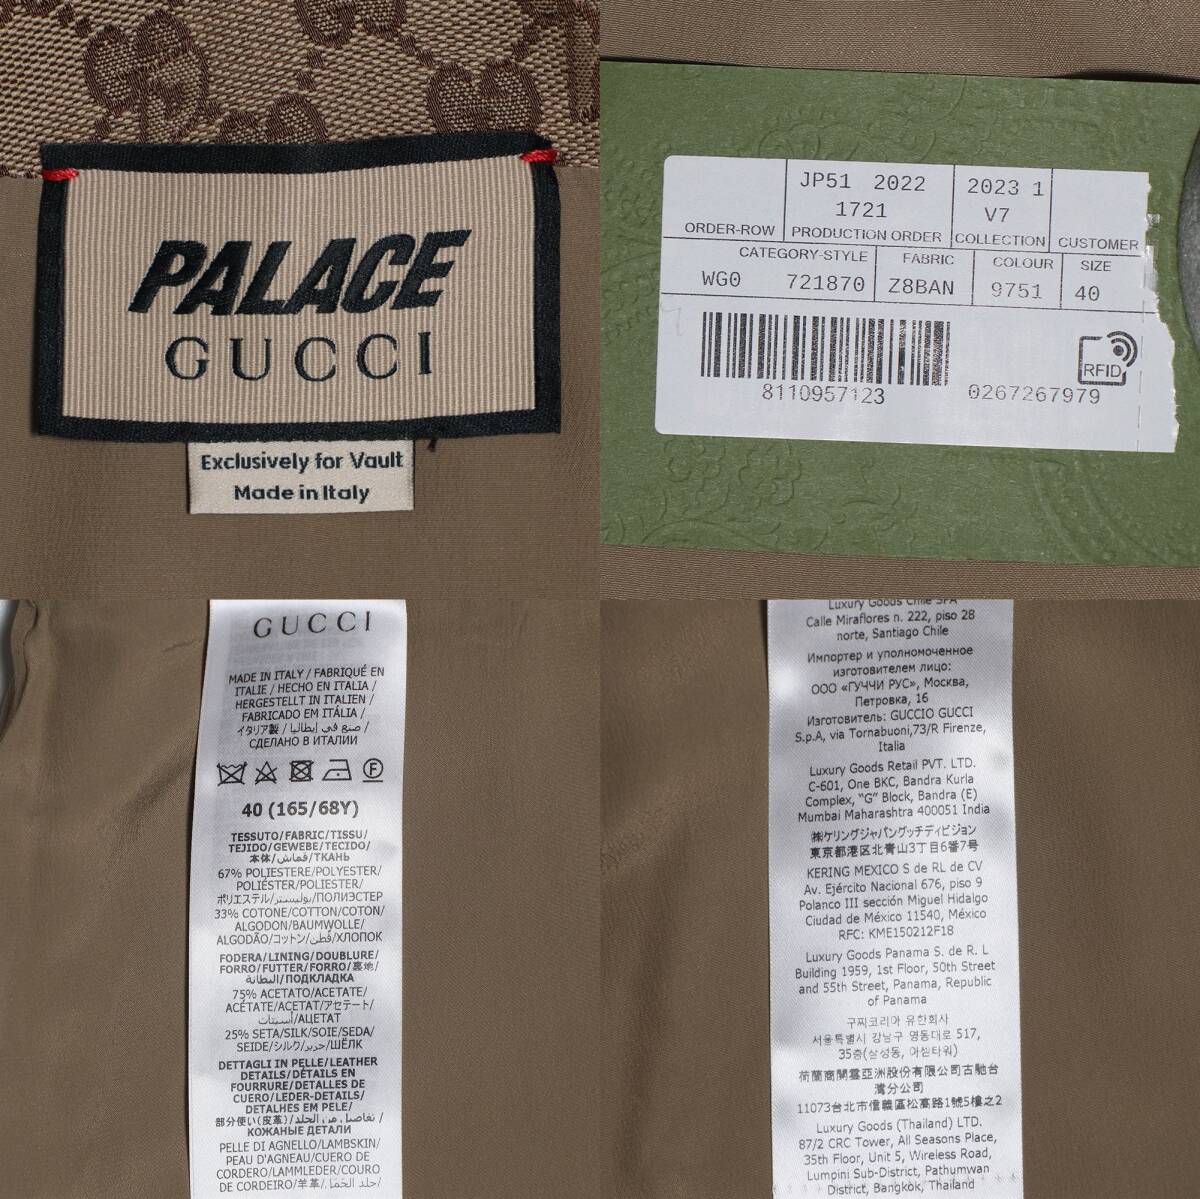 PALACE
GUCCI
Exclusively for Vault
Made in Italy
JP51 2022
1721
2023 1
V7
ORDER-ROW
PRODUCTION ORDER
COLLECTION
CUSTOMER
CATEGORY-STYLE
FABRIC
COLOUR
SIZE
WG0 721870
Z8BAN
9751
40
RFID
8110957123
0267267979
GUCCI
MADE IN ITALY / FABRIQUÉ EN
ITALIE / HECHO EN ITALIA /
HERGESTELLT IN ITALIEN /
FABRICADO EM ITÁLIA /
イタリア製 / صنع في إيطاليا /
СДЕЛАНО В ИТАЛИИ
F
40 (165/68Y)
TESSUTO/FABRIC/TISSU/
TEJIDO/GEWEBE/TECIDO/
本体/قماش/ТКАНЬ
67% POLIESTERE/POLYESTER/
POLIÉSTER/POLIESTER/
ポリエステル/بوليستر/ПОЛИЭСТЕР
33% COTONE/COTTON/COTON/
ALGODON/BAUMWOLLE/
ALGODÃO/コットン/قُطن/ХЛОПОК
FODERA/LINING/DOUBLURE/
FORRO/FUTTER/FORRO/裏地/
البطانة/ПОДКЛАДКА
75% ACETATO/ACETATE/
ACÉTATE/ACETAT/アセテート/
أسيتات/АЦЕТАТ
25% SETA/SILK/SOIE/SEDA/
SEIDE/シルク/حرير/ШЁЛК
DETTAGLI IN PELLE/LEATHER
DETAILS/DÉTAILS EN
FOURRURE/DETALLES DE
CUERO/LEDER-DETAILS/
DETALHES EM PELE/
部分使い(皮革)/تفاصيل من الجلد/
КОЖАНЫЕ ДЕТАЛИ
PELLE DI AGNELLO/LAMBSKIN/
PEAU D'AGNEAU/CUERO DE
CORDERO/LAMMLEDER/COURO
DE CORDEIRO/羊革/جلد الحَمَل/
Luxury Goods Chile SPA
Calle Miraflores n. 222, piso 28
norte, Santiago Chile
Импортер и уполномоченное
изготовителем лицо:
ООО «ГУЧЧИ РУС», Москва,
Петровка, 16
Изготовитель: GUCCIO GUCCI
S.p.A, via Tornabuoni,73/R Firenze,
Italia
Luxury Goods Retail PVT. LTD.
C-601, One BKC, Bandra Kurla
Complex, "G" Block, Bandra (E)
Mumbai Maharashtra 400051 India
㈱ケリングジャパングッチディビジョン
東京都港区北青山3丁目6番7号
KERING MEXICO S de RL de CV
Av. Ejército Nacional 676, piso 9
Polanco III sección Miguel Hidalgo
Ciudad de México 11540, México
RFC: KME150212F18
Luxury Goods Panama S. de R. L
Building 1959, 1st Floor, 50th Street
and 55th Street, Panama, Republic
of Panama
구찌코리아 유한회사
서울특별시 강남구 영동대로 517,
35층(삼성동, 아셈타워)
荷蘭商開雲亞洲股份有限公司古馳台
灣分公司
11073台北市信義區松高路1號5樓之2
Luxury Goods (Thailand) LTD.
87/2 CRC Tower, All Seasons Place,
35th Floor, Unit 5, Wireless Road,
Lumpini Sub-District, Pathumwan
District, Bangkok, Thailand